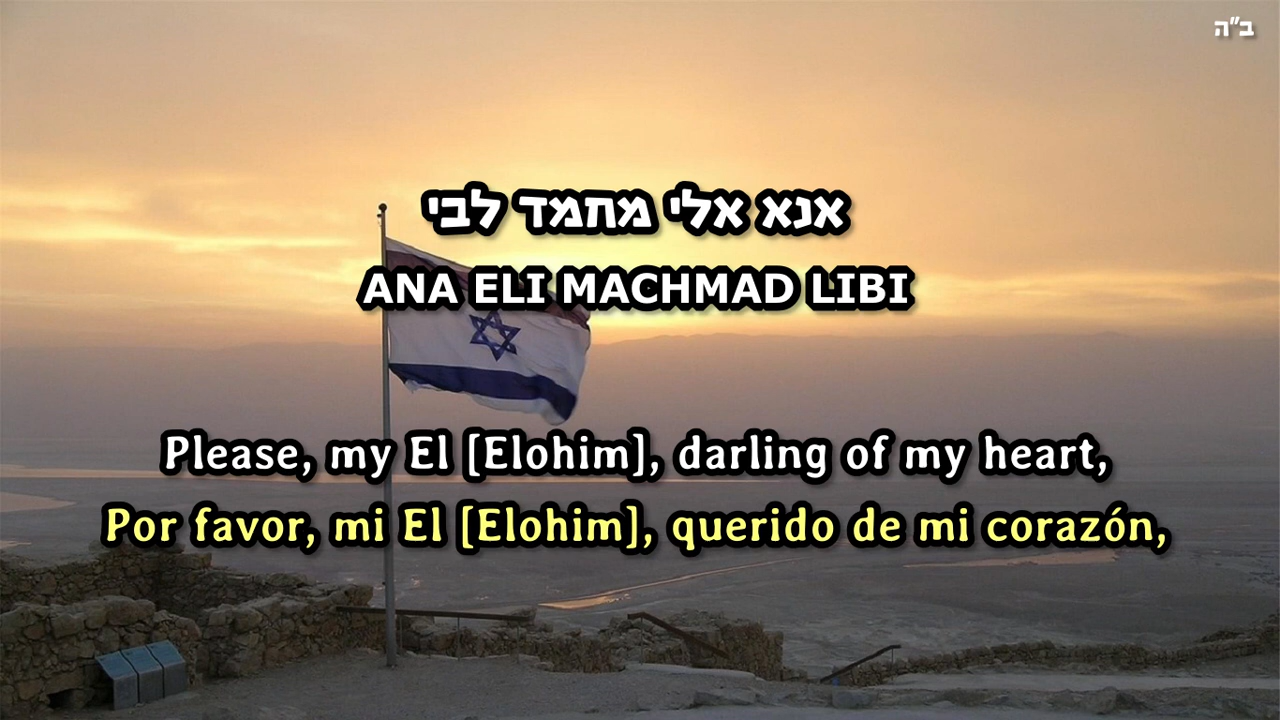 ב"ה
אנא אלי מחמד לבי
ANA ELI MACHMAD LIBI
Please, my El [Elohim], darling of my heart,
Por favor, mi El [Elohim], querido de mi corazón,